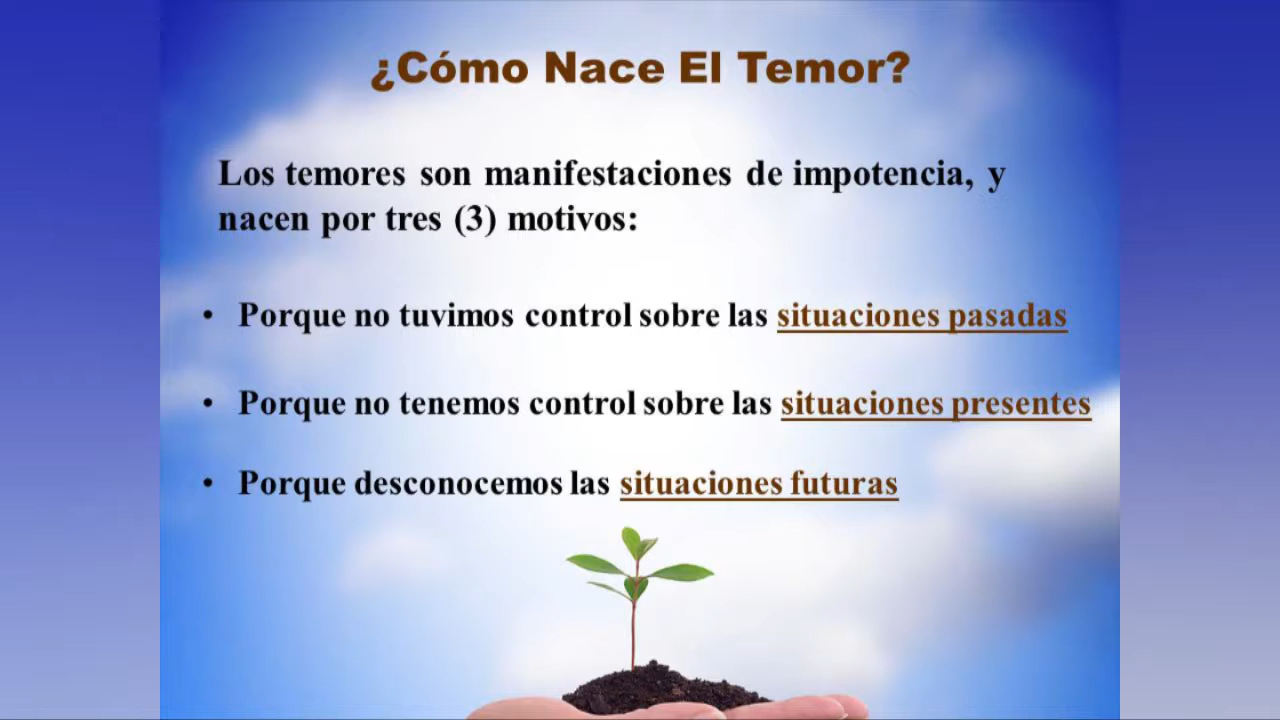 ¿Cómo Nace El Temor?
Los temores son manifestaciones de impotencia, y
nacen por tres (3) motivos:
• Porque no tuvimos control sobre las situaciones pasadas
• Porque no tenemos control sobre las situaciones presentes
• Porque desconocemos las situaciones futuras